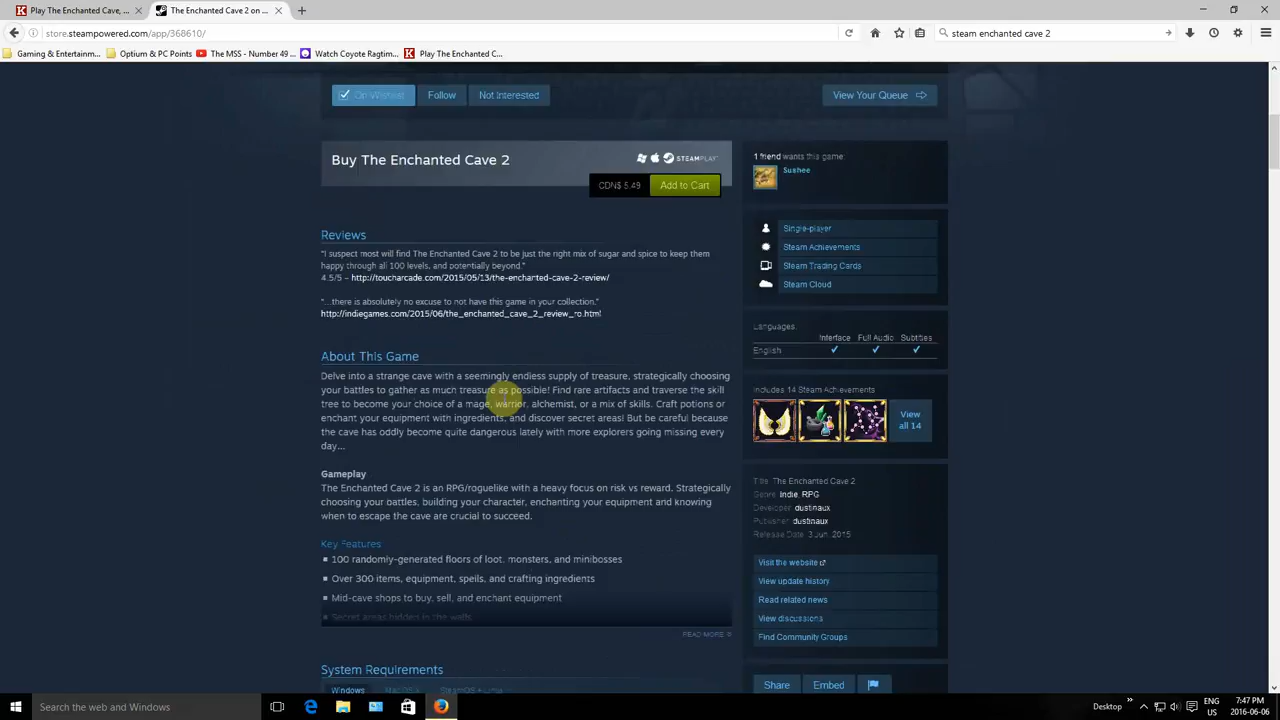 Play The Enchanted Cave, ...
The Enchanted Cave 2 on ...
store.steampowered.com/app/368610/
steam enchanted cave 2
Gaming & Entertainm...
Optium & PC Points
The MSS - Number 49 ...
Watch Coyote Ragtim...
Play The Enchanted C...
On Wishlist
Follow
Not Interested
View Your Queue
Buy The Enchanted Cave 2
STEAMPLAY
CDN$ 5.49
Add to Cart
Reviews
"I suspect most will find The Enchanted Cave 2 to be just the right mix of sugar and spice to keep them
happy through all 100 levels, and potentially beyond."
4.5/5 – http://toucharcade.com/2015/05/13/the-enchanted-cave-2-review/
"...there is absolutely no excuse to not have this game in your collection."
http://indiegames.com/2015/06/the_enchanted_cave_2_review_ro.html
About This Game
Delve into a strange cave with a seemingly endless supply of treasure, strategically choosing
your battles to gather as much treasure as possible! Find rare artifacts and traverse the skill
tree to become your choice of a mage, warrior, alchemist, or a mix of skills. Craft potions or
enchant your equipment with ingredients, and discover secret areas! But be careful because
the cave has oddly become quite dangerous lately with more explorers going missing every
day...
Gameplay
The Enchanted Cave 2 is an RPG/roguelike with a heavy focus on risk vs reward. Strategically
choosing your battles, building your character, enchanting your equipment and knowing
when to escape the cave are crucial to succeed.
Key Features
100 randomly-generated floors of loot, monsters, and minibosses
Over 300 items, equipment, spells, and crafting ingredients
Mid-cave shops to buy, sell, and enchant equipment
Secret areas hidden in the walls
READ MORE
System Requirements
Windows
Mac OS X
SteamOS + Linux
1 friend wants this game:
Sushee
Single-player
Steam Achievements
Steam Trading Cards
Steam Cloud
Languages:
Interface Full Audio Subtitles
English
Includes 14 Steam Achievements
View
all 14
Title: The Enchanted Cave 2
Genre: Indie, RPG
Developer: dustinaux
Publisher: dustinaux
Release Date: 3 Jun, 2015
Visit the website
View update history
Read related news
View discussions
Find Community Groups
Share
Embed
Search the web and Windows
Desktop
ENG
US
7:47 PM
2016-06-06